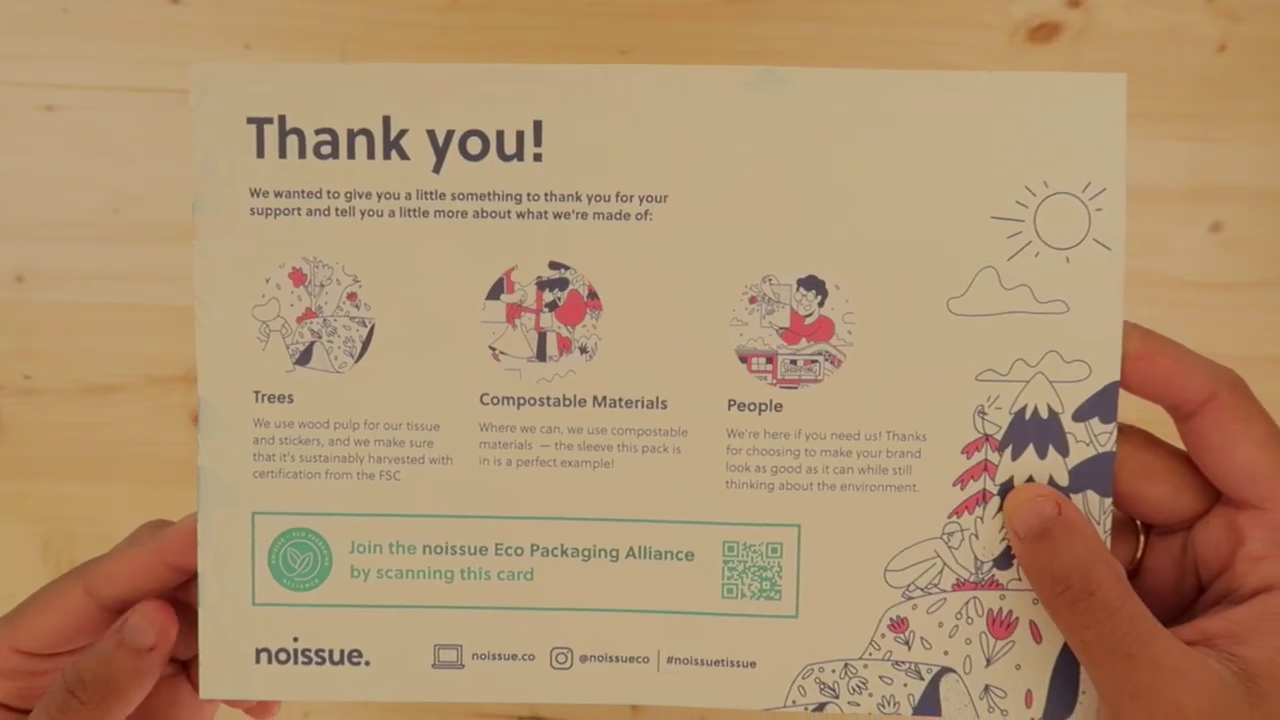 Thank you!
We wanted to give you a little something to thank you for your
support and tell you a little more about what we're made of:
Trees
We use wood pulp for our tissue
and stickers, and we make sure
that it's sustainably harvested with
certification from the FSC
Compostable Materials
Where we can, we use compostable
materials — the sleeve this pack is
in is a perfect example!
SHIPPING
People
We're here if you need us! Thanks
for choosing to make your brand
look as good as it can while still
thinking about the environment.
NOISSUE • ECO PACKAGING
ALLIANCE
Join the noissue Eco Packaging Alliance
by scanning this card
noissue.
noissue.co
@noissueco
#noissuetissue